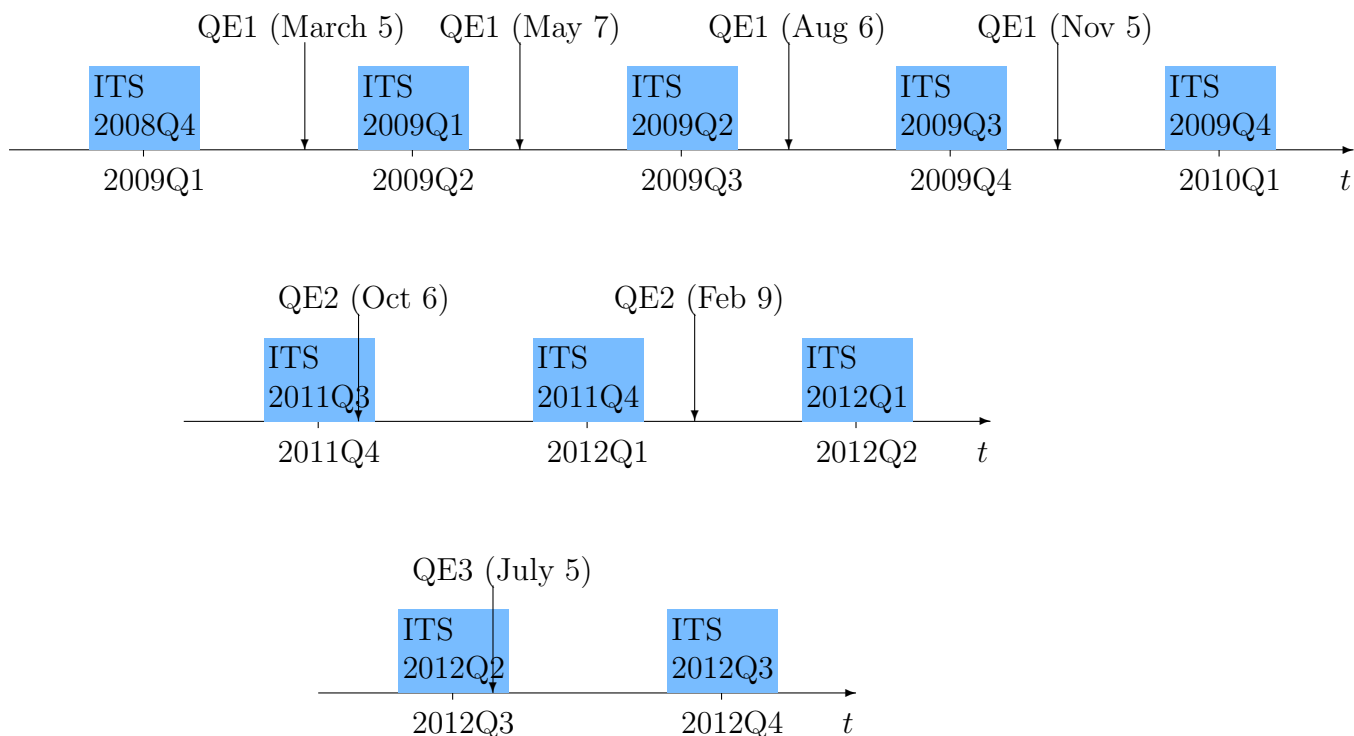 QE1 (March 5) QE1 (May 7) QE1 (Aug 6) QE1 (Nov 5)
ITS ITS ITS ITS ITS
2008Q4 2009Q1 2009Q2 2009Q3 2009Q4
2009Q1 2009Q2 2009Q3 2009Q4 2010Q1 t
QE2 (Oct 6) QE2 (Feb 9)
ITS ITS ITS
2011Q3 2011Q4 2012Q1
2011Q4 2012Q1 2012Q2 t
QE3 (July 5)
ITS ITS
2012Q2 2012Q3
2012Q3 2012Q4 t